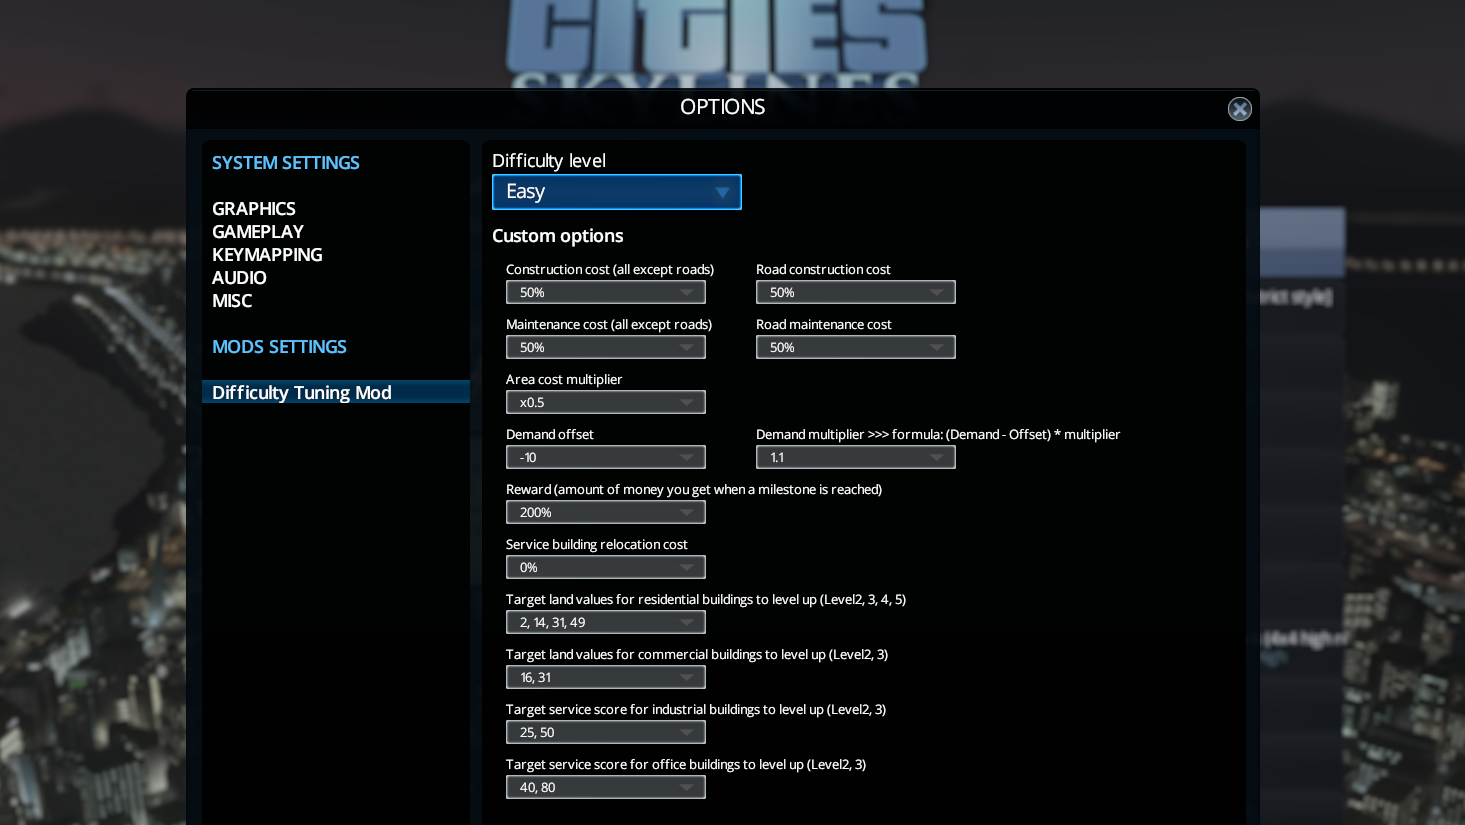 CITIES
SKYLINES
OPTIONS
SYSTEM SETTINGS
GRAPHICS
GAMEPLAY
KEYMAPPING
AUDIO
MISC
MODS SETTINGS
Difficulty Tuning Mod
Difficulty level
Easy
Custom options
Construction cost (all except roads)
Road construction cost
50%
50%
Maintenance cost (all except roads)
Road maintenance cost
50%
50%
Area cost multiplier
x0.5
Demand offset
Demand multiplier >>> formula: (Demand - Offset) * multiplier
-10
1.1
Reward (amount of money you get when a milestone is reached)
200%
Service building relocation cost
0%
Target land values for residential buildings to level up (Level2, 3, 4, 5)
2, 14, 31, 49
Target land values for commercial buildings to level up (Level2, 3)
16, 31
Target service score for industrial buildings to level up (Level2, 3)
25, 50
Target service score for office buildings to level up (Level2, 3)
40, 80
style]
(4x4 high